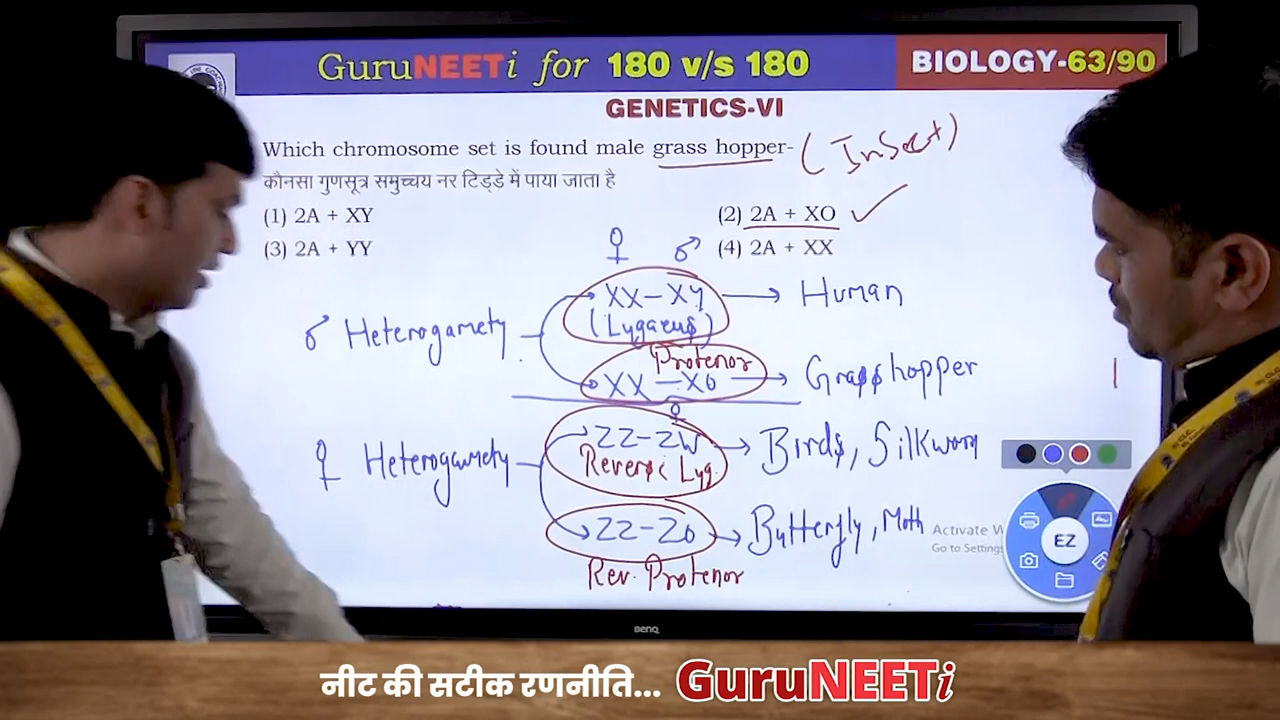 GuruNEETi for 180 v/s 180
BIOLOGY-63/90
GENETICS-VI
Which chromosome set is found male grass hopper- (Insect)
कौनसा गुणसूत्र समुच्चय नर टिड्डे में पाया जाता है
(1) 2A + XY
(2) 2A + XO ✓
(3) 2A + YY
(4) 2A + XX
♀ ♂
♂ Heterogamety
XX-XY → Human
(Lygaeus)
Protenor
XX-XO → Grasshopper
♀
♀ Heterogamety
ZZ-ZW → Birds, Silkworm
Reverse Lyg.
ZZ-ZO → Butterfly, Moth
Rev. Protenor
Activate W
Go to Settings
EZ
BENQ
नीट की सटीक रणनीति... GuruNEETi